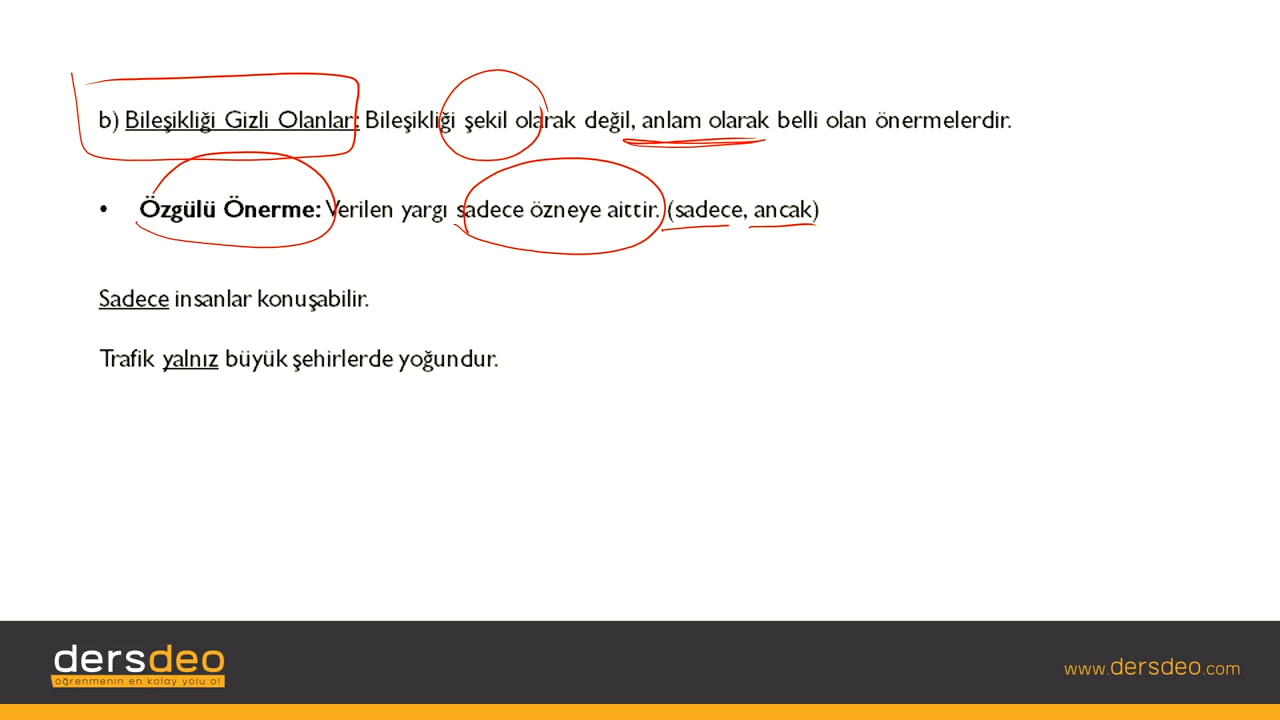 b) Bileşikliği Gizli Olanlar: Bileşikliği şekil olarak değil, anlam olarak belli olan önermelerdir.
• Özgülü Önerme: Verilen yargı sadece özneye aittir. (sadece, ancak)
Sadece insanlar konuşabilir.
Trafik yalnız büyük şehirlerde yoğundur.
dersdeo
öğrenmenin en kolay yolu o!
www.dersdeo.com